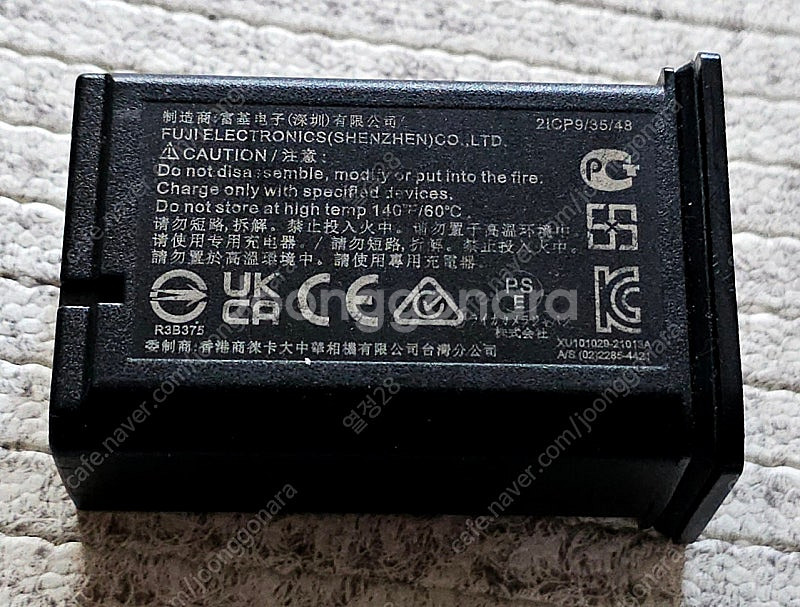 制造商:富基电子(深圳)有限公司
2ICP9/35/48
FUJI ELECTRONICS(SHENZHEN)CO.,LTD.
CAUTION / 注意:
Do not disassemble, modify or put into the fire.
Charge only with specified devices.
Do not store at high temp 140°F/60°C
请勿短路,拆解。禁止投入火中。请勿置于高温环境中
请使用专用充电器。/ 請勿短路,拆解。禁止投入火中。
請勿置於高溫環境中。請使用專用充電器。
PC
UK
CA
CE
PS
E
KC
R3B375
株式会社
XU101029-21013A
A/S (02)2285-4421
委制商:香港商徠卡大中華相機有限公司台灣分公司
joonggonara
열경28
cafe.naver.com/joonggonara